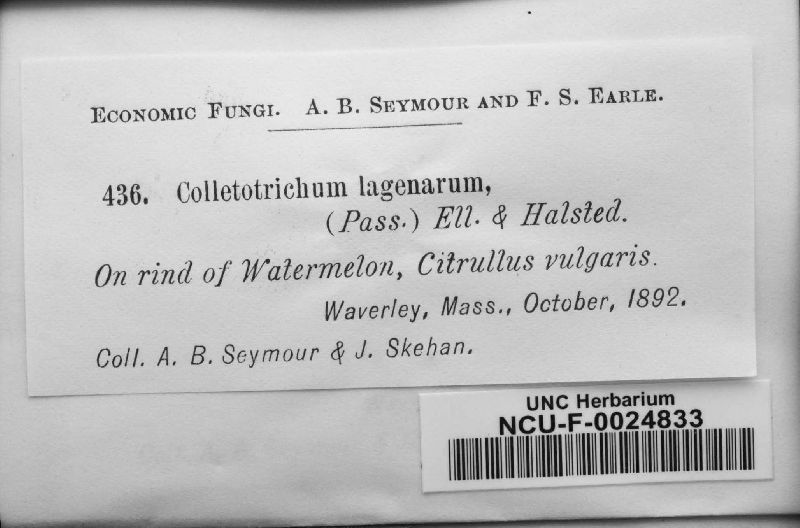 Economic Fungi. A. B. Seymour and F. S. Earle.
436. Colletotrichum lagenarum,
(Pass.) Ell. & Halsted.
On rind of Watermelon, Citrullus vulgaris.
Waverley, Mass., October, 1892.
Coll. A. B. Seymour & J. Skehan.
UNC Herbarium
NCU-F-0024833